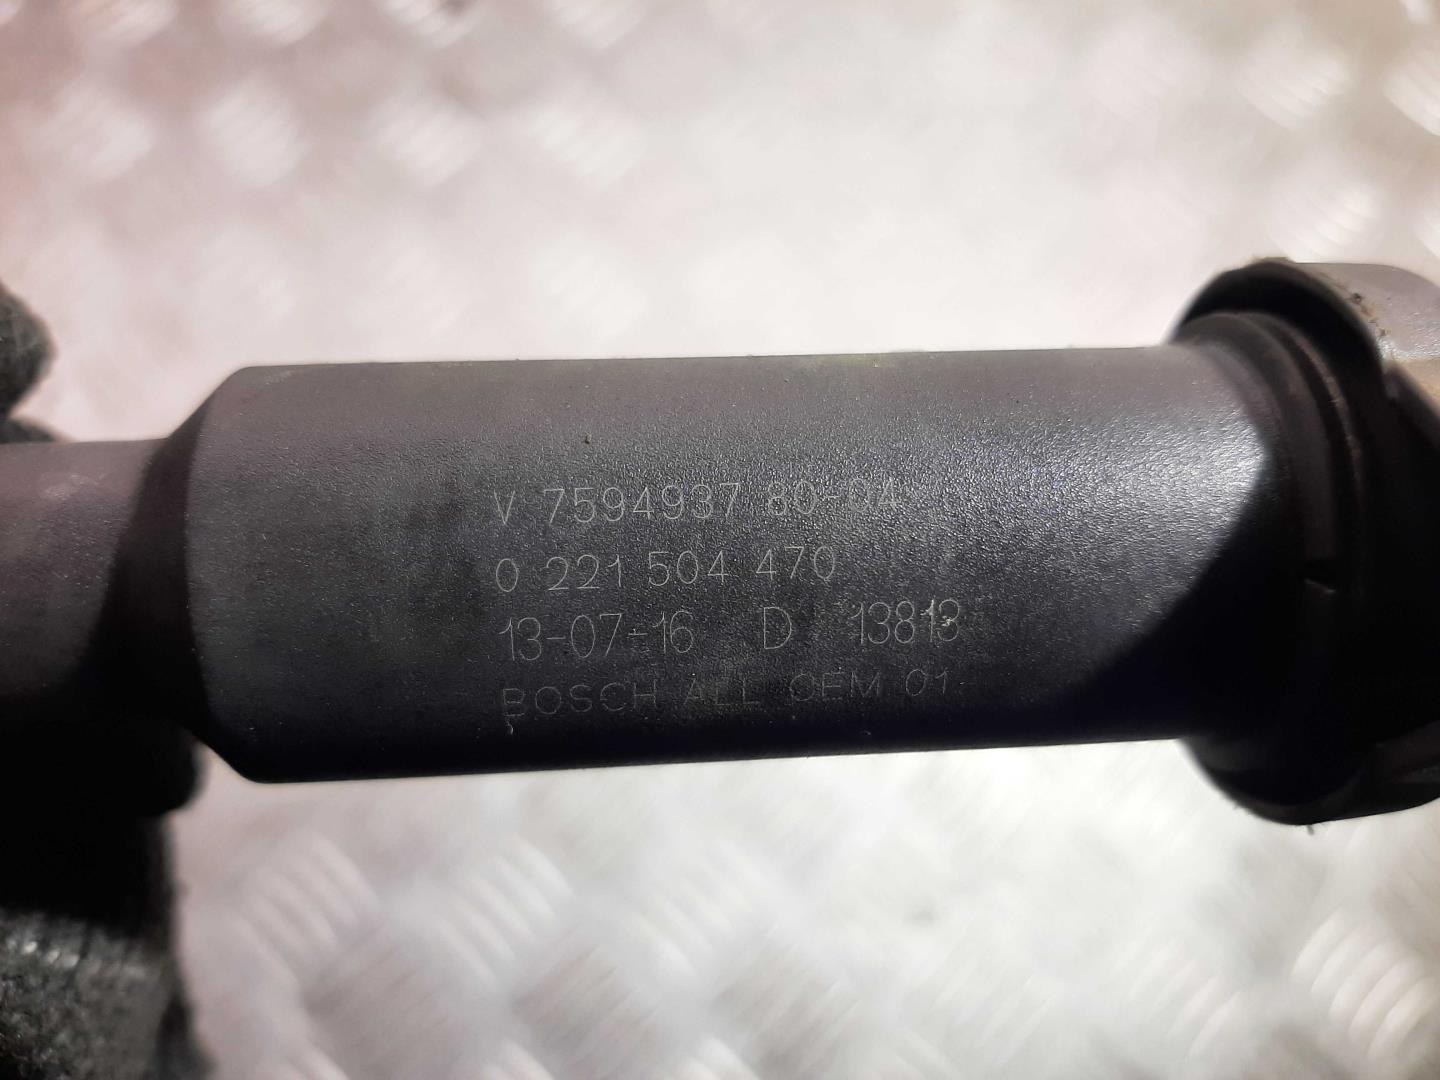 V 7594937 80-04
0 221 504 470
13-07-16 D 13813
BOSCH ALL OEM 01